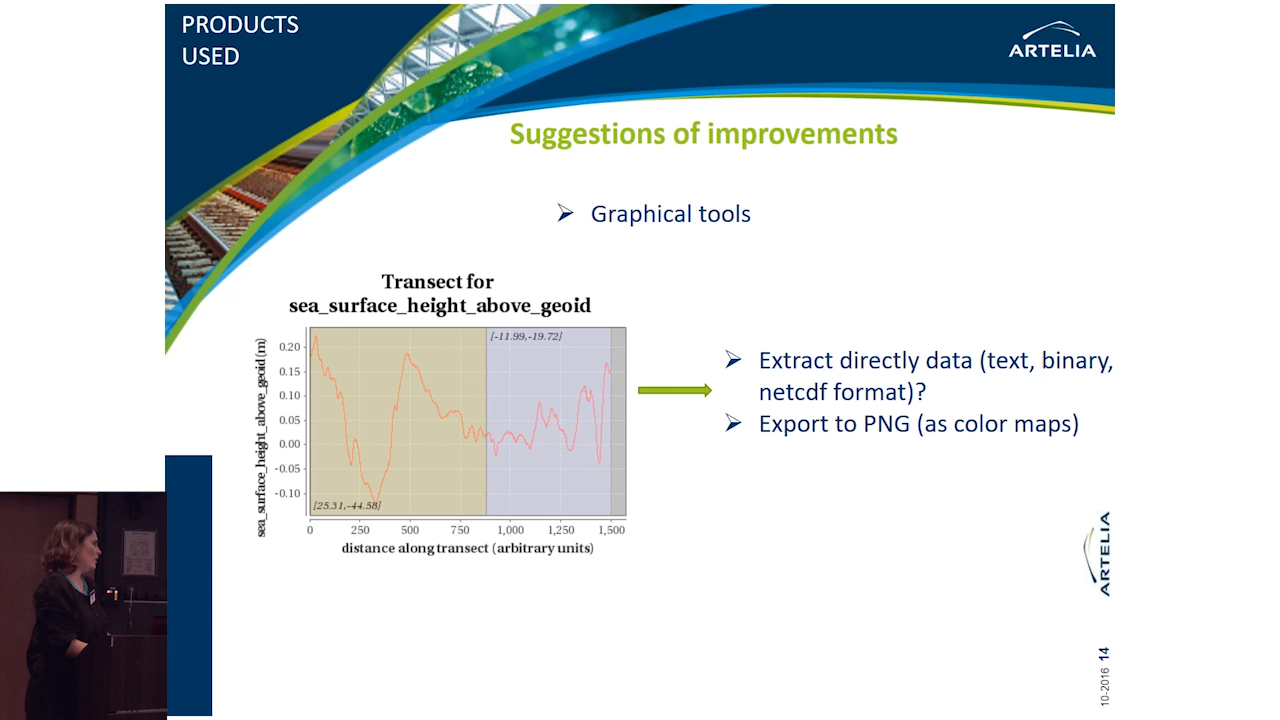 PRODUCTS
USED
ARTELIA
Suggestions of improvements
Graphical tools
Transect for
sea_surface_height_above_geoid
sea_surface_height_above_geoid (m)
0.20
0.15
0.10
0.05
0.00
-0.05
-0.10
[-11.99,-19.72]
[25.31,-44.58]
0 250 500 750 1,000 1,250 1,500
distance along transect (arbitrary units)
Extract directly data (text, binary,
netcdf format)?
Export to PNG (as color maps)
ARTELIA
10-2016 14